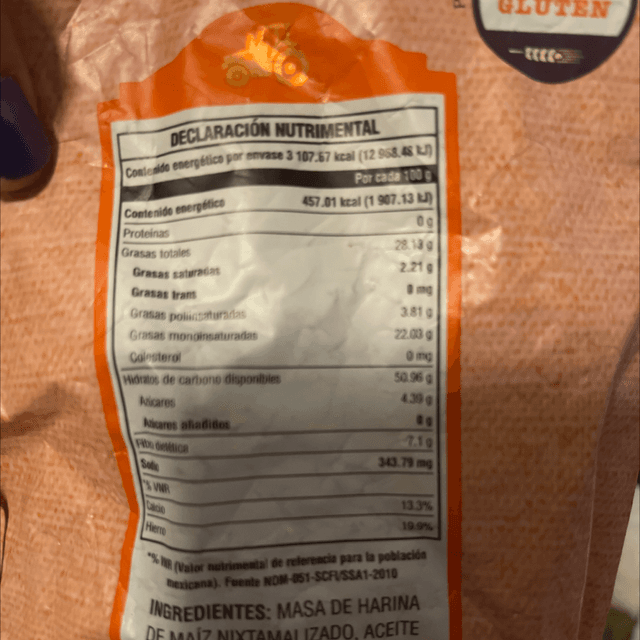 GLUTEN
DECLARACIÓN NUTRIMENTAL
Contenido energético por envase 3 107.67 kcal (12 968.46 kJ)
Por cada 100 g
Contenido energético 457.01 kcal (1 907.13 kJ)
Proteínas 0 g
Grasas totales 28.13 g
Grasas saturadas 2.21 g
Grasas trans 0 mg
Grasas poliinsaturadas 3.81 g
Grasas monoinsaturadas 22.03 g
Colesterol 0 mg
Hidratos de carbono disponibles 50.96 g
Azúcares 4.39 g
Azúcares añadidos 0 g
Fibra dietética 7.1 g
Sodio 343.79 mg
*% VNR
Calcio 13.3%
Hierro 19.9%
*% VNR (Valor nutrimental de referencia para la población
mexicana). Fuente NOM-051-SCFI/SSA1-2010
INGREDIENTES: MASA DE HARINA
DE MAÍZ NIXTAMALIZADO, ACEITE